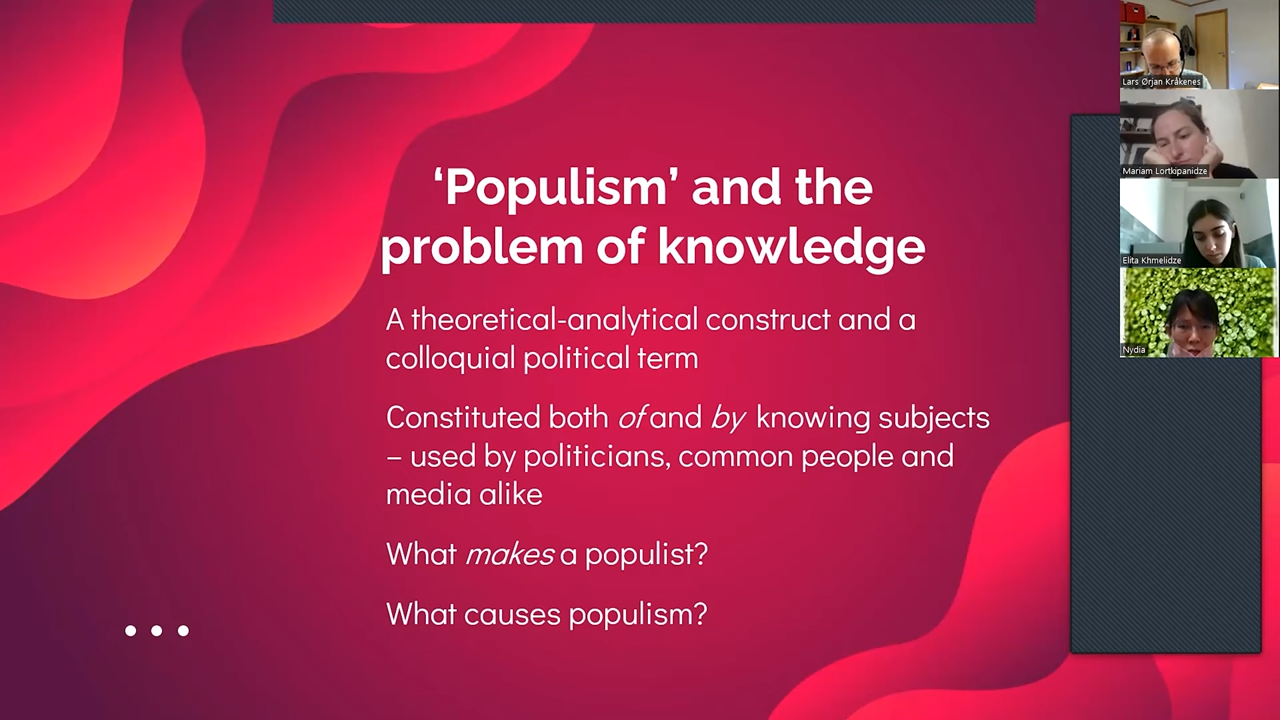 ‘Populism’ and the
problem of knowledge
A theoretical-analytical construct and a
colloquial political term
Constituted both of and by knowing subjects
– used by politicians, common people and
media alike
What makes a populist?
What causes populism?
Lars Ørjan Kråkenes
Mariam Lortkipanidze
Elita Khmelidze
Nydia